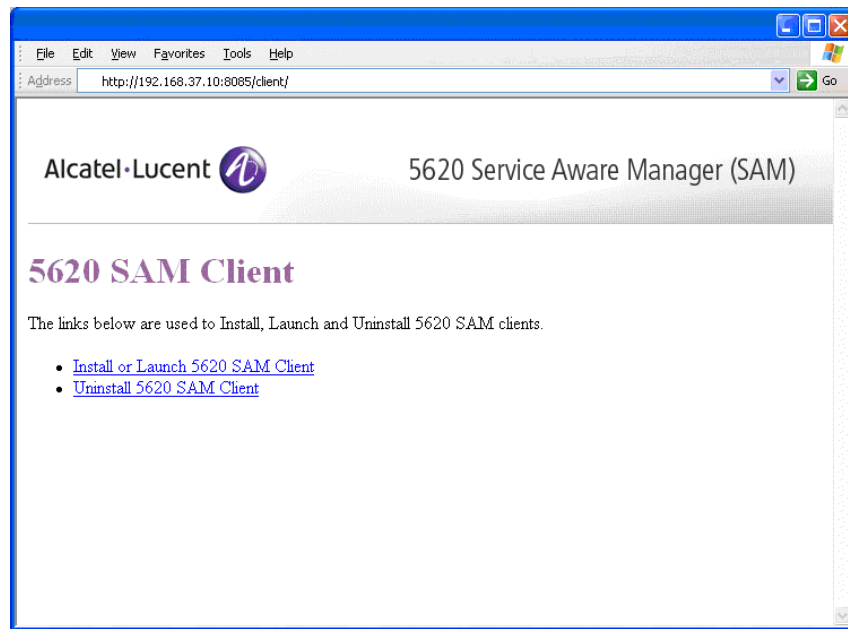 File Edit View Favorites Tools Help
Address http://192.168.37.10:8085/client/ Go
Alcatel·Lucent 5620 Service Aware Manager (SAM)
5620 SAM Client
The links below are used to Install, Launch and Uninstall 5620 SAM clients.
• Install or Launch 5620 SAM Client
• Uninstall 5620 SAM Client